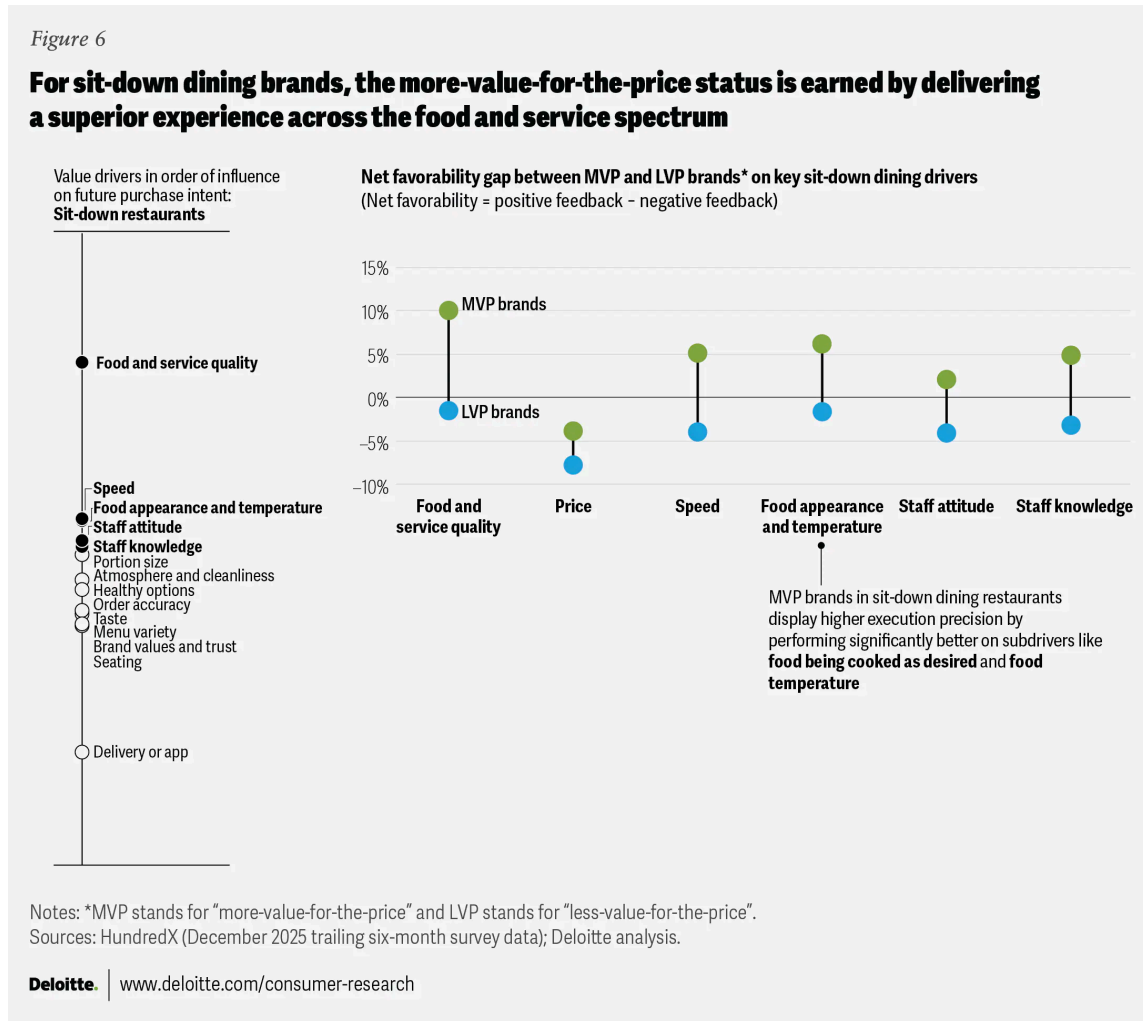 Figure 6
For sit-down dining brands, the more-value-for-the-price status is earned by delivering
a superior experience across the food and service spectrum
Value drivers in order of influence
on future purchase intent:
Sit-down restaurants
Food and service quality
Speed
Food appearance and temperature
Staff attitude
Staff knowledge
Portion size
Atmosphere and cleanliness
Healthy options
Order accuracy
Taste
Menu variety
Brand values and trust
Seating
Delivery or app
Net favorability gap between MVP and LVP brands* on key sit-down dining drivers
(Net favorability = positive feedback – negative feedback)
15%
10%
5%
0%
–5%
–10%
MVP brands
LVP brands
Food and
service quality
Price
Speed
Food appearance
and temperature
Staff attitude
Staff knowledge
MVP brands in sit-down dining restaurants
display higher execution precision by
performing significantly better on subdrivers like
food being cooked as desired and food
temperature
Notes: *MVP stands for “more-value-for-the-price” and LVP stands for “less-value-for-the-price”.
Sources: HundredX (December 2025 trailing six-month survey data); Deloitte analysis.
Deloitte.
www.deloitte.com/consumer-research